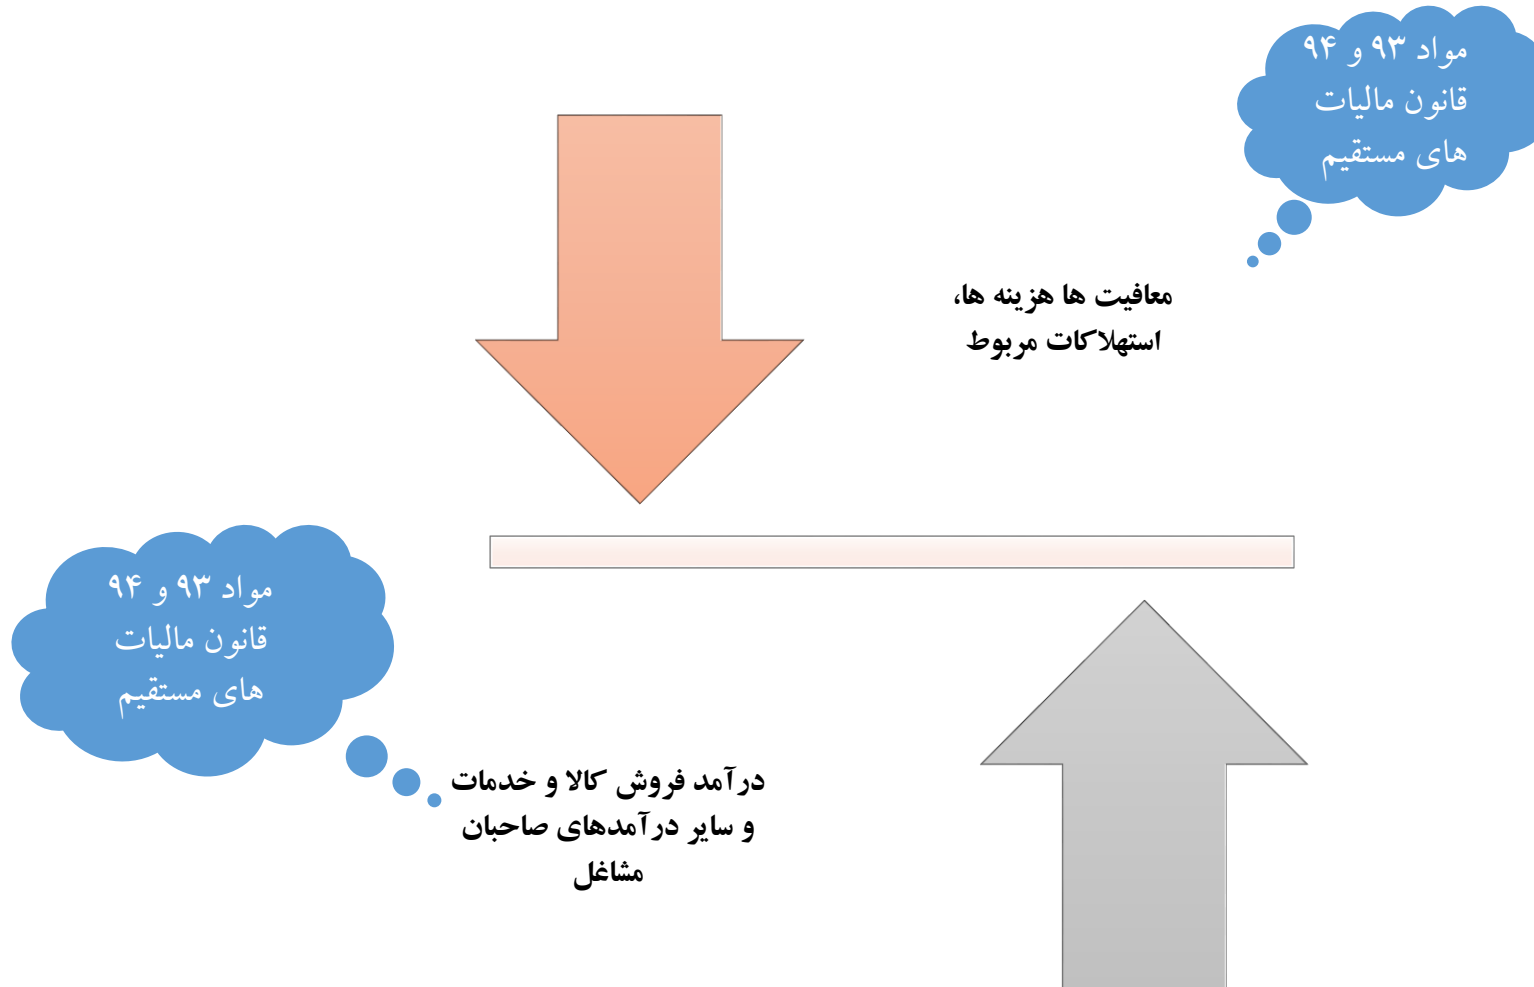 مواد ۹۳ و ۹۴
قانون مالیات
های مستقیم
معافیت ها هزینه ها،
استهلاکات مربوط
مواد ۹۳ و ۹۴
قانون مالیات
های مستقیم
درآمد فروش کالا و خدمات
و سایر درآمدهای صاحبان
مشاغل